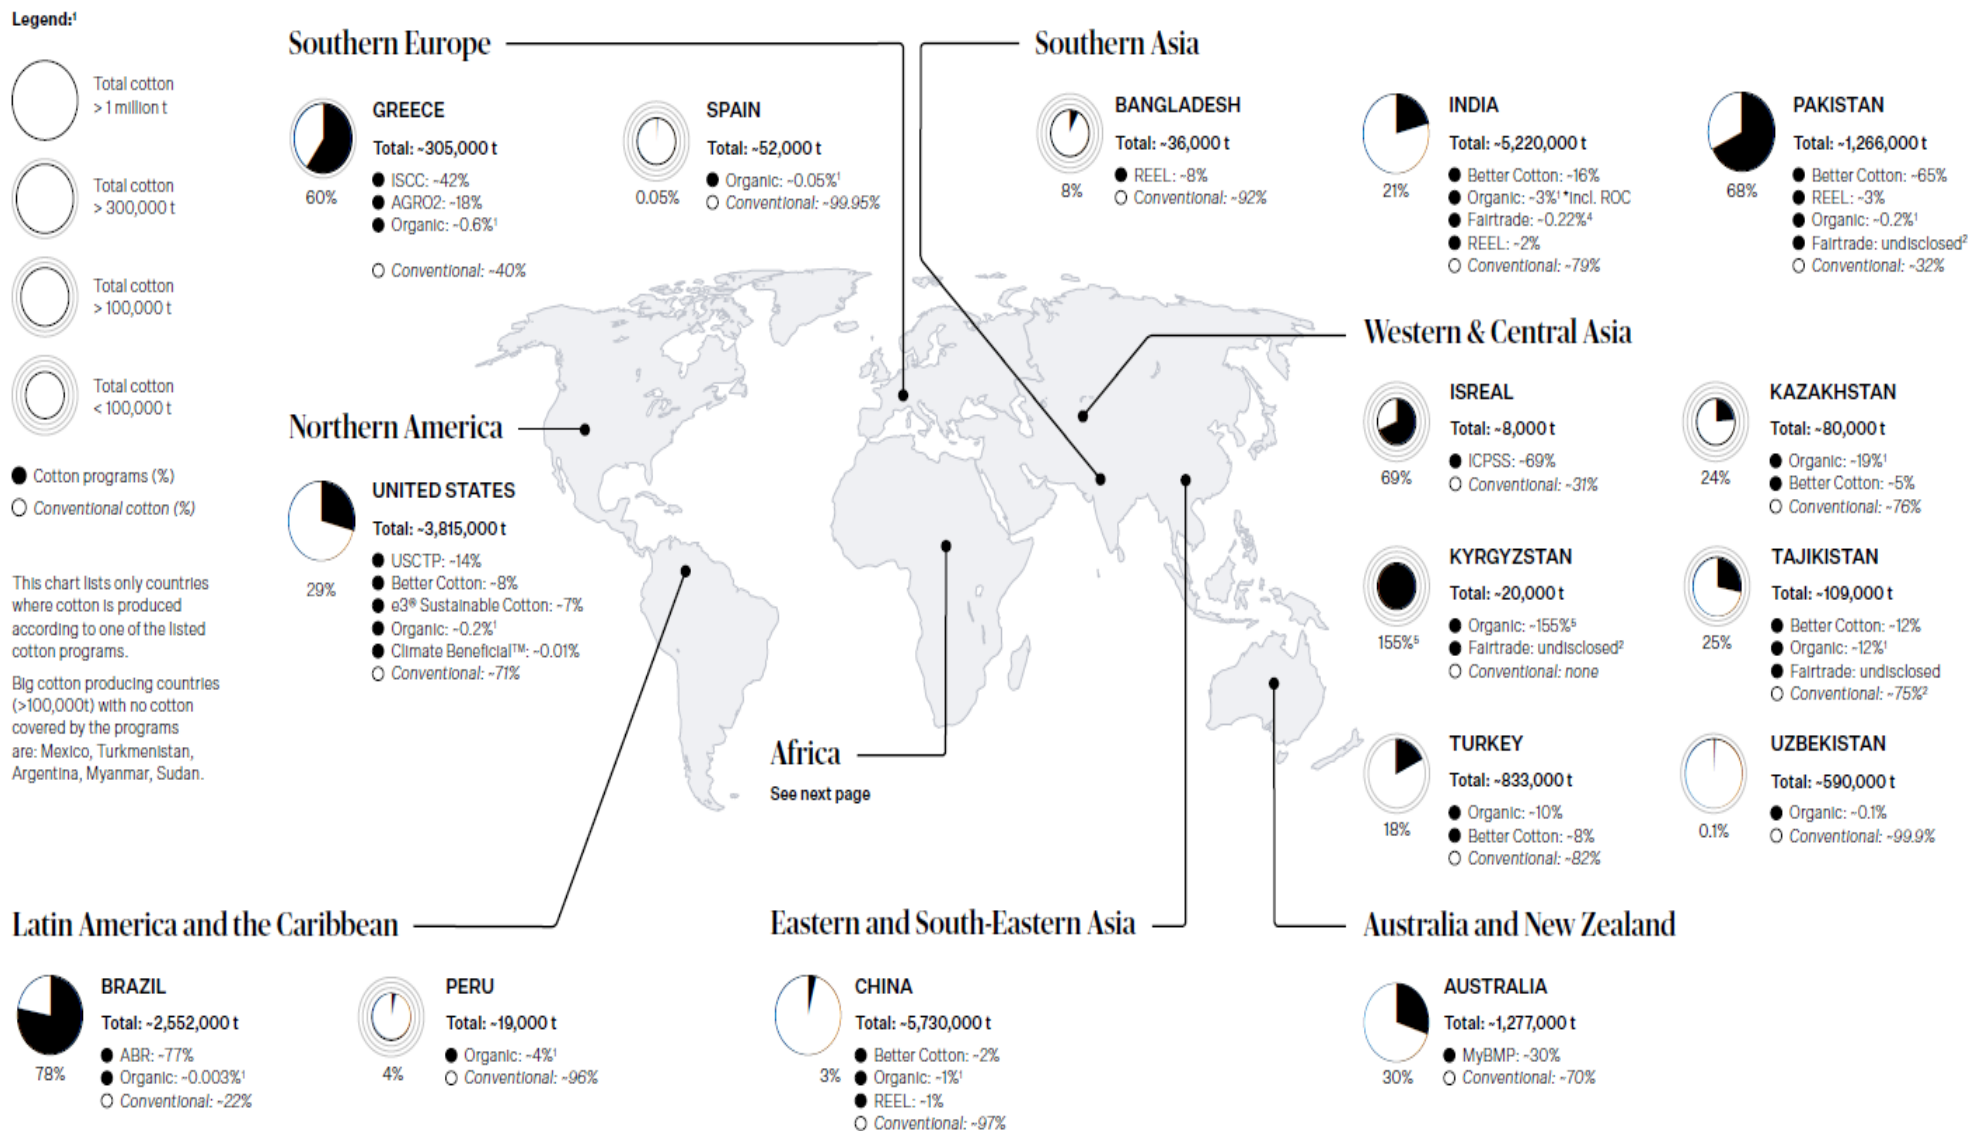 Legend:¹
Total cotton
> 1 million t
Total cotton
> 300,000 t
Total cotton
> 100,000 t
Total cotton
< 100,000 t
Cotton programs (%)
Conventional cotton (%)
This chart lists only countries
where cotton is produced
according to one of the listed
cotton programs.
Big cotton producing countries
(>100,000t) with no cotton
covered by the programs
are: Mexico, Turkmenistan,
Argentina, Myanmar, Sudan.
Southern Europe
GREECE
Total: ~305,000 t
ISCC: ~42%
AGRO2: ~18%
Organic: ~0.6%¹
Conventional: ~40%
60%
SPAIN
Total: ~52,000 t
Organic: ~0.05%¹
Conventional: ~99.95%
0.05%
Southern Asia
BANGLADESH
Total: ~36,000 t
REEL: ~8%
Conventional: ~92%
8%
INDIA
Total: ~5,220,000 t
Better Cotton: ~16%
Organic: ~3%¹ *incl. ROC
Fairtrade: ~0.22%⁴
REEL: ~2%
Conventional: ~79%
21%
PAKISTAN
Total: ~1,266,000 t
Better Cotton: ~65%
REEL: ~3%
Organic: ~0.2%¹
Fairtrade: undisclosed²
Conventional: ~32%
68%
Northern America
UNITED STATES
Total: ~3,815,000 t
USCTP: ~14%
Better Cotton: ~8%
e3® Sustainable Cotton: ~7%
Organic: ~0.2%¹
Climate Beneficial™: ~0.01%
Conventional: ~71%
29%
Western & Central Asia
ISREAL
Total: ~8,000 t
ICPSS: ~69%
Conventional: ~31%
69%
KAZAKHSTAN
Total: ~80,000 t
Organic: ~19%¹
Better Cotton: ~5%
Conventional: ~76%
24%
KYRGYZSTAN
Total: ~20,000 t
Organic: ~155%⁵
Fairtrade: undisclosed²
Conventional: none
155%⁵
TAJIKISTAN
Total: ~109,000 t
Better Cotton: ~12%
Organic: ~12%¹
Fairtrade: undisclosed
Conventional: ~75%²
25%
TURKEY
Total: ~833,000 t
Organic: ~10%
Better Cotton: ~8%
Conventional: ~82%
18%
UZBEKISTAN
Total: ~590,000 t
Organic: ~0.1%
Conventional: ~99.9%
0.1%
Africa
See next page
Latin America and the Caribbean
BRAZIL
Total: ~2,552,000 t
ABR: ~77%
Organic: ~0.003%¹
Conventional: ~22%
78%
PERU
Total: ~19,000 t
Organic: ~4%¹
Conventional: ~96%
4%
Eastern and South-Eastern Asia
CHINA
Total: ~5,730,000 t
Better Cotton: ~2%
Organic: ~1%¹
REEL: ~1%
Conventional: ~97%
3%
Australia and New Zealand
AUSTRALIA
Total: ~1,277,000 t
MyBMP: ~30%
Conventional: ~70%
30%